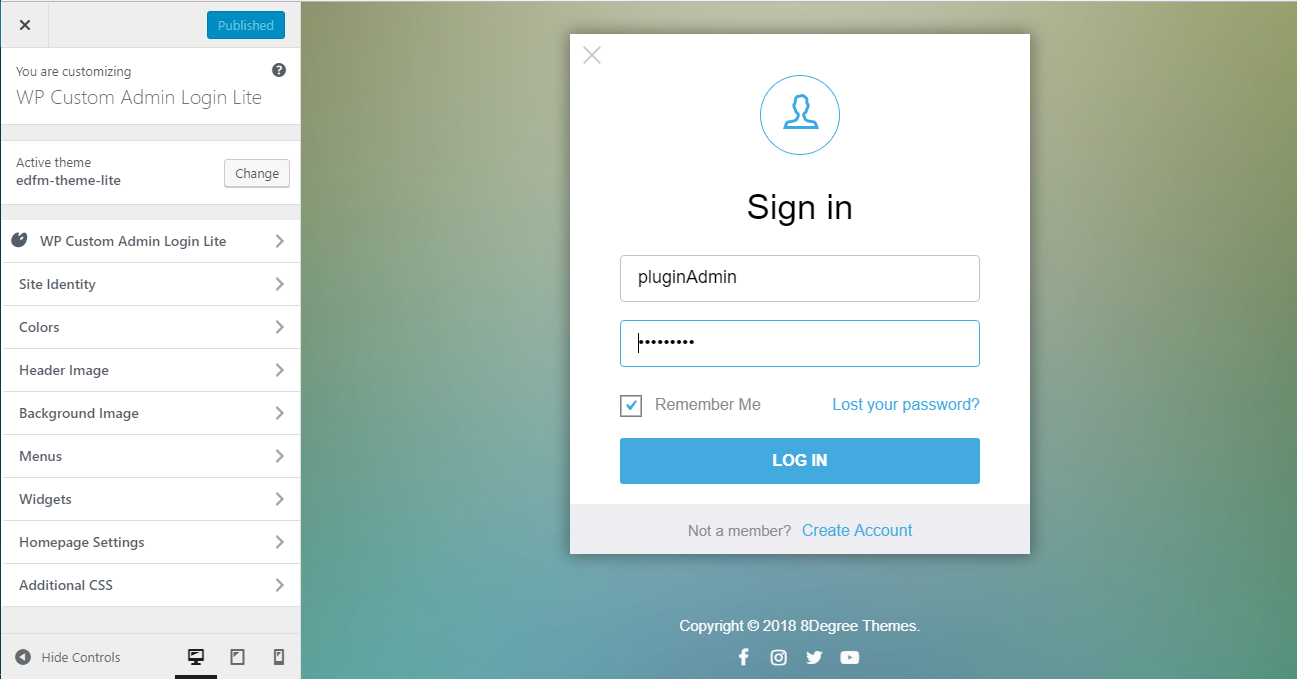 Published
You are customizing
WP Custom Admin Login Lite
Active theme
edfm-theme-lite
Change
WP Custom Admin Login Lite
Site Identity
Colors
Header Image
Background Image
Menus
Widgets
Homepage Settings
Additional CSS
Hide Controls
Sign in
pluginAdmin
•••••••••
Remember Me
Lost your password?
LOG IN
Not a member? Create Account
Copyright © 2018 8Degree Themes.